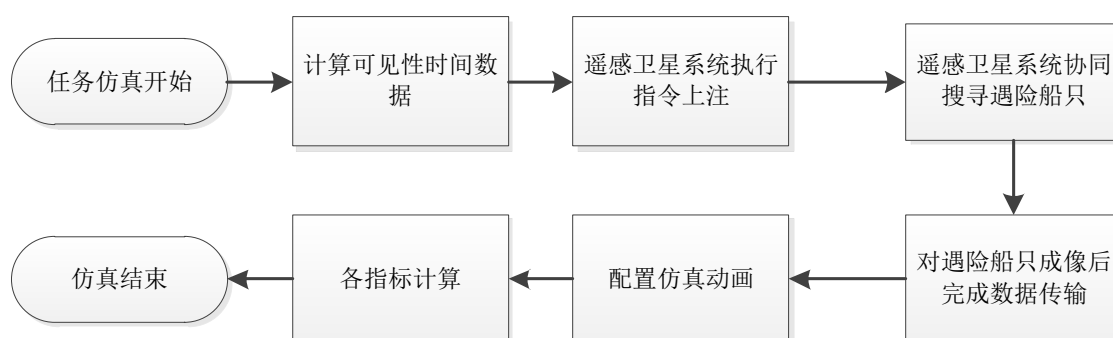 任务仿真开始
计算可见性时间数
据
遥感卫星系统执行
指令上注
遥感卫星系统协同
搜寻遇险船只
对遇险船只成像后
完成数据传输
配置仿真动画
各指标计算
仿真结束